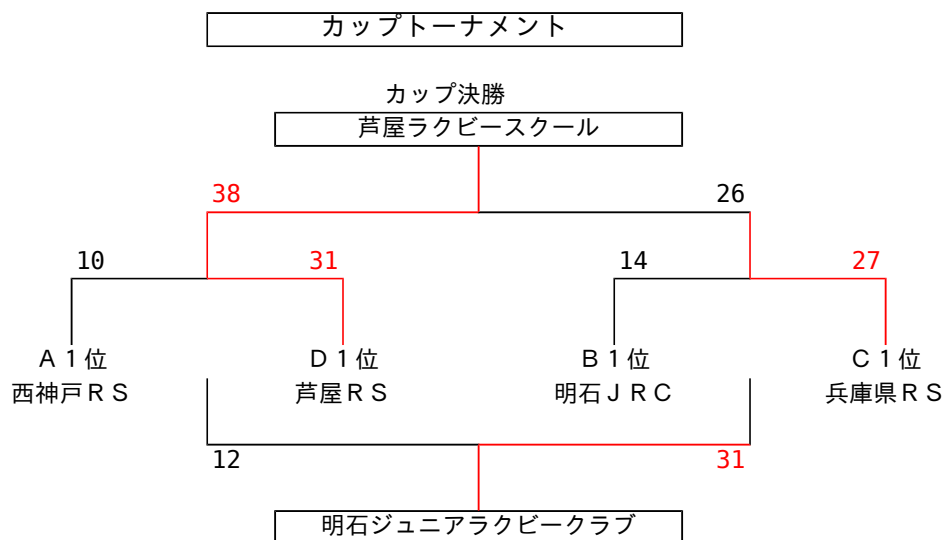 カップトーナメント
カップ決勝
芦屋ラクビースクール
38
26
10
31
14
27
A１位
D１位
B１位
C１位
西神戸ＲＳ
芦屋ＲＳ
明石ＪＲＣ
兵庫県ＲＳ
12
31
明石ジュニアラクビークラブ